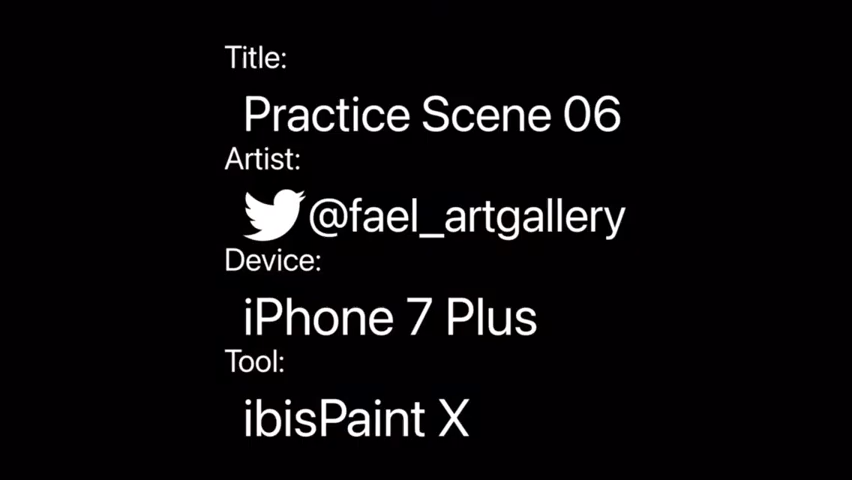 Title:
Practice Scene 06
Artist:
@fael_artgallery
Device:
iPhone 7 Plus
Tool:
ibisPaint X